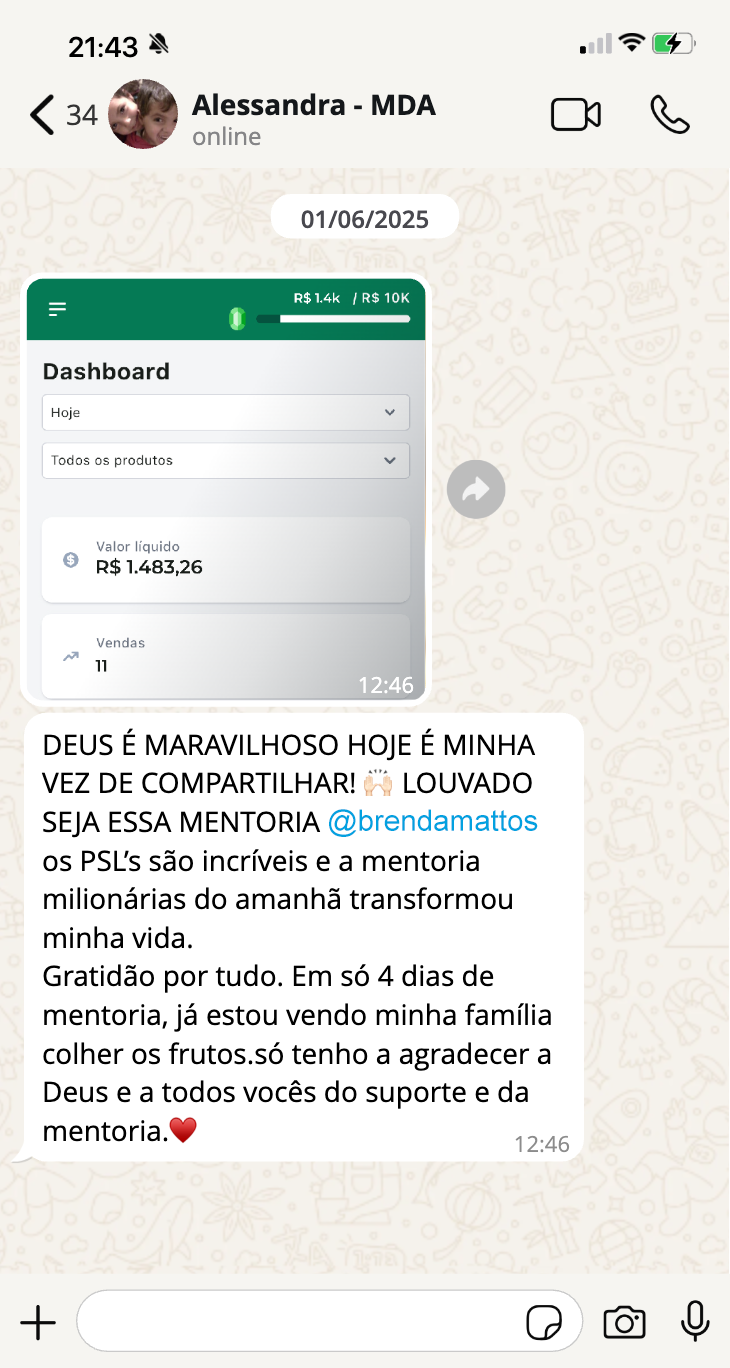 21:43
34
Alessandra - MDA
online
01/06/2025
R$ 1.4k / R$ 10K
Dashboard
Hoje
Todos os produtos
Valor líquido
R$ 1.483,26
Vendas
11
12:46
DEUS É MARAVILHOSO HOJE É MINHA
VEZ DE COMPARTILHAR! 🙌🏻 LOUVADO
SEJA ESSA MENTORIA @brendamattos
os PSL’s são incríveis e a mentoria
milionárias do amanhã transformou
minha vida.
Gratidão por tudo. Em só 4 dias de
mentoria, já estou vendo minha família
colher os frutos.só tenho a agradecer a
Deus e a todos vocês do suporte e da
mentoria.♥️
12:46